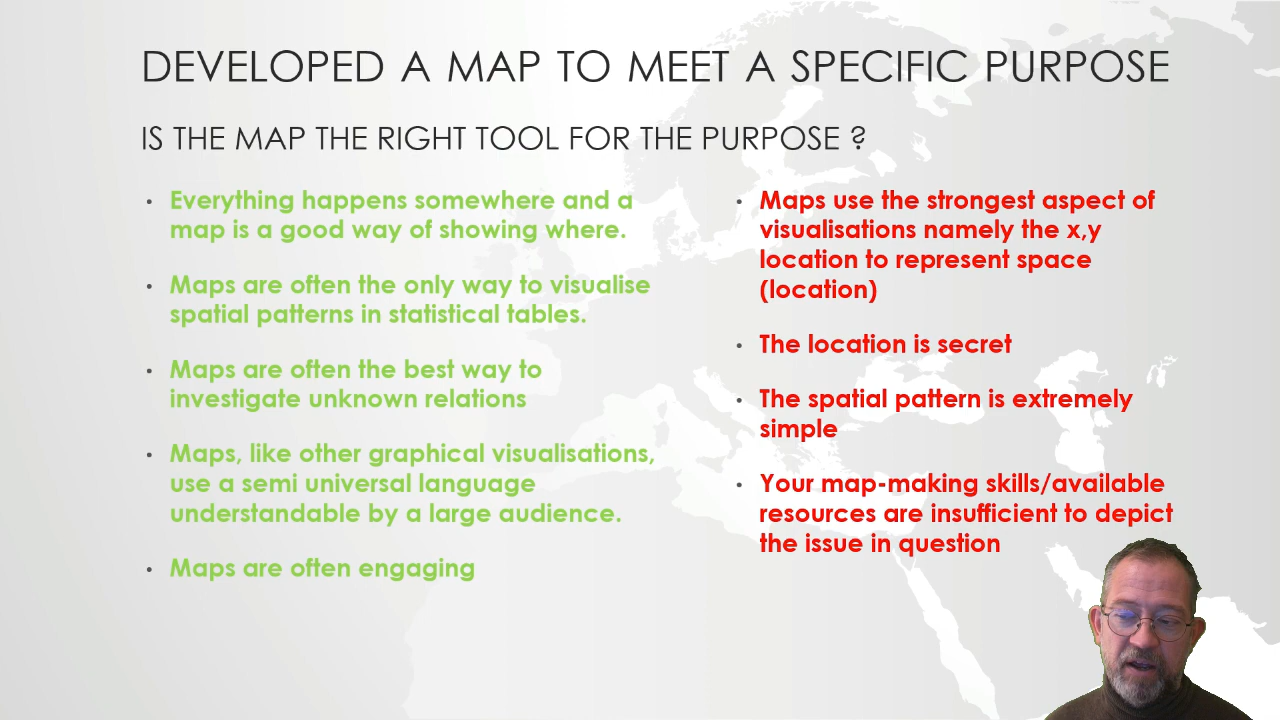 DEVELOPED A MAP TO MEET A SPECIFIC PURPOSE
IS THE MAP THE RIGHT TOOL FOR THE PURPOSE ?
• Everything happens somewhere and a
map is a good way of showing where.
• Maps are often the only way to visualise
spatial patterns in statistical tables.
• Maps are often the best way to
investigate unknown relations
• Maps, like other graphical visualisations,
use a semi universal language
understandable by a large audience.
• Maps are often engaging
• Maps use the strongest aspect of
visualisations namely the x,y
location to represent space
(location)
• The location is secret
• The spatial pattern is extremely
simple
• Your map-making skills/available
resources are insufficient to depict
the issue in question